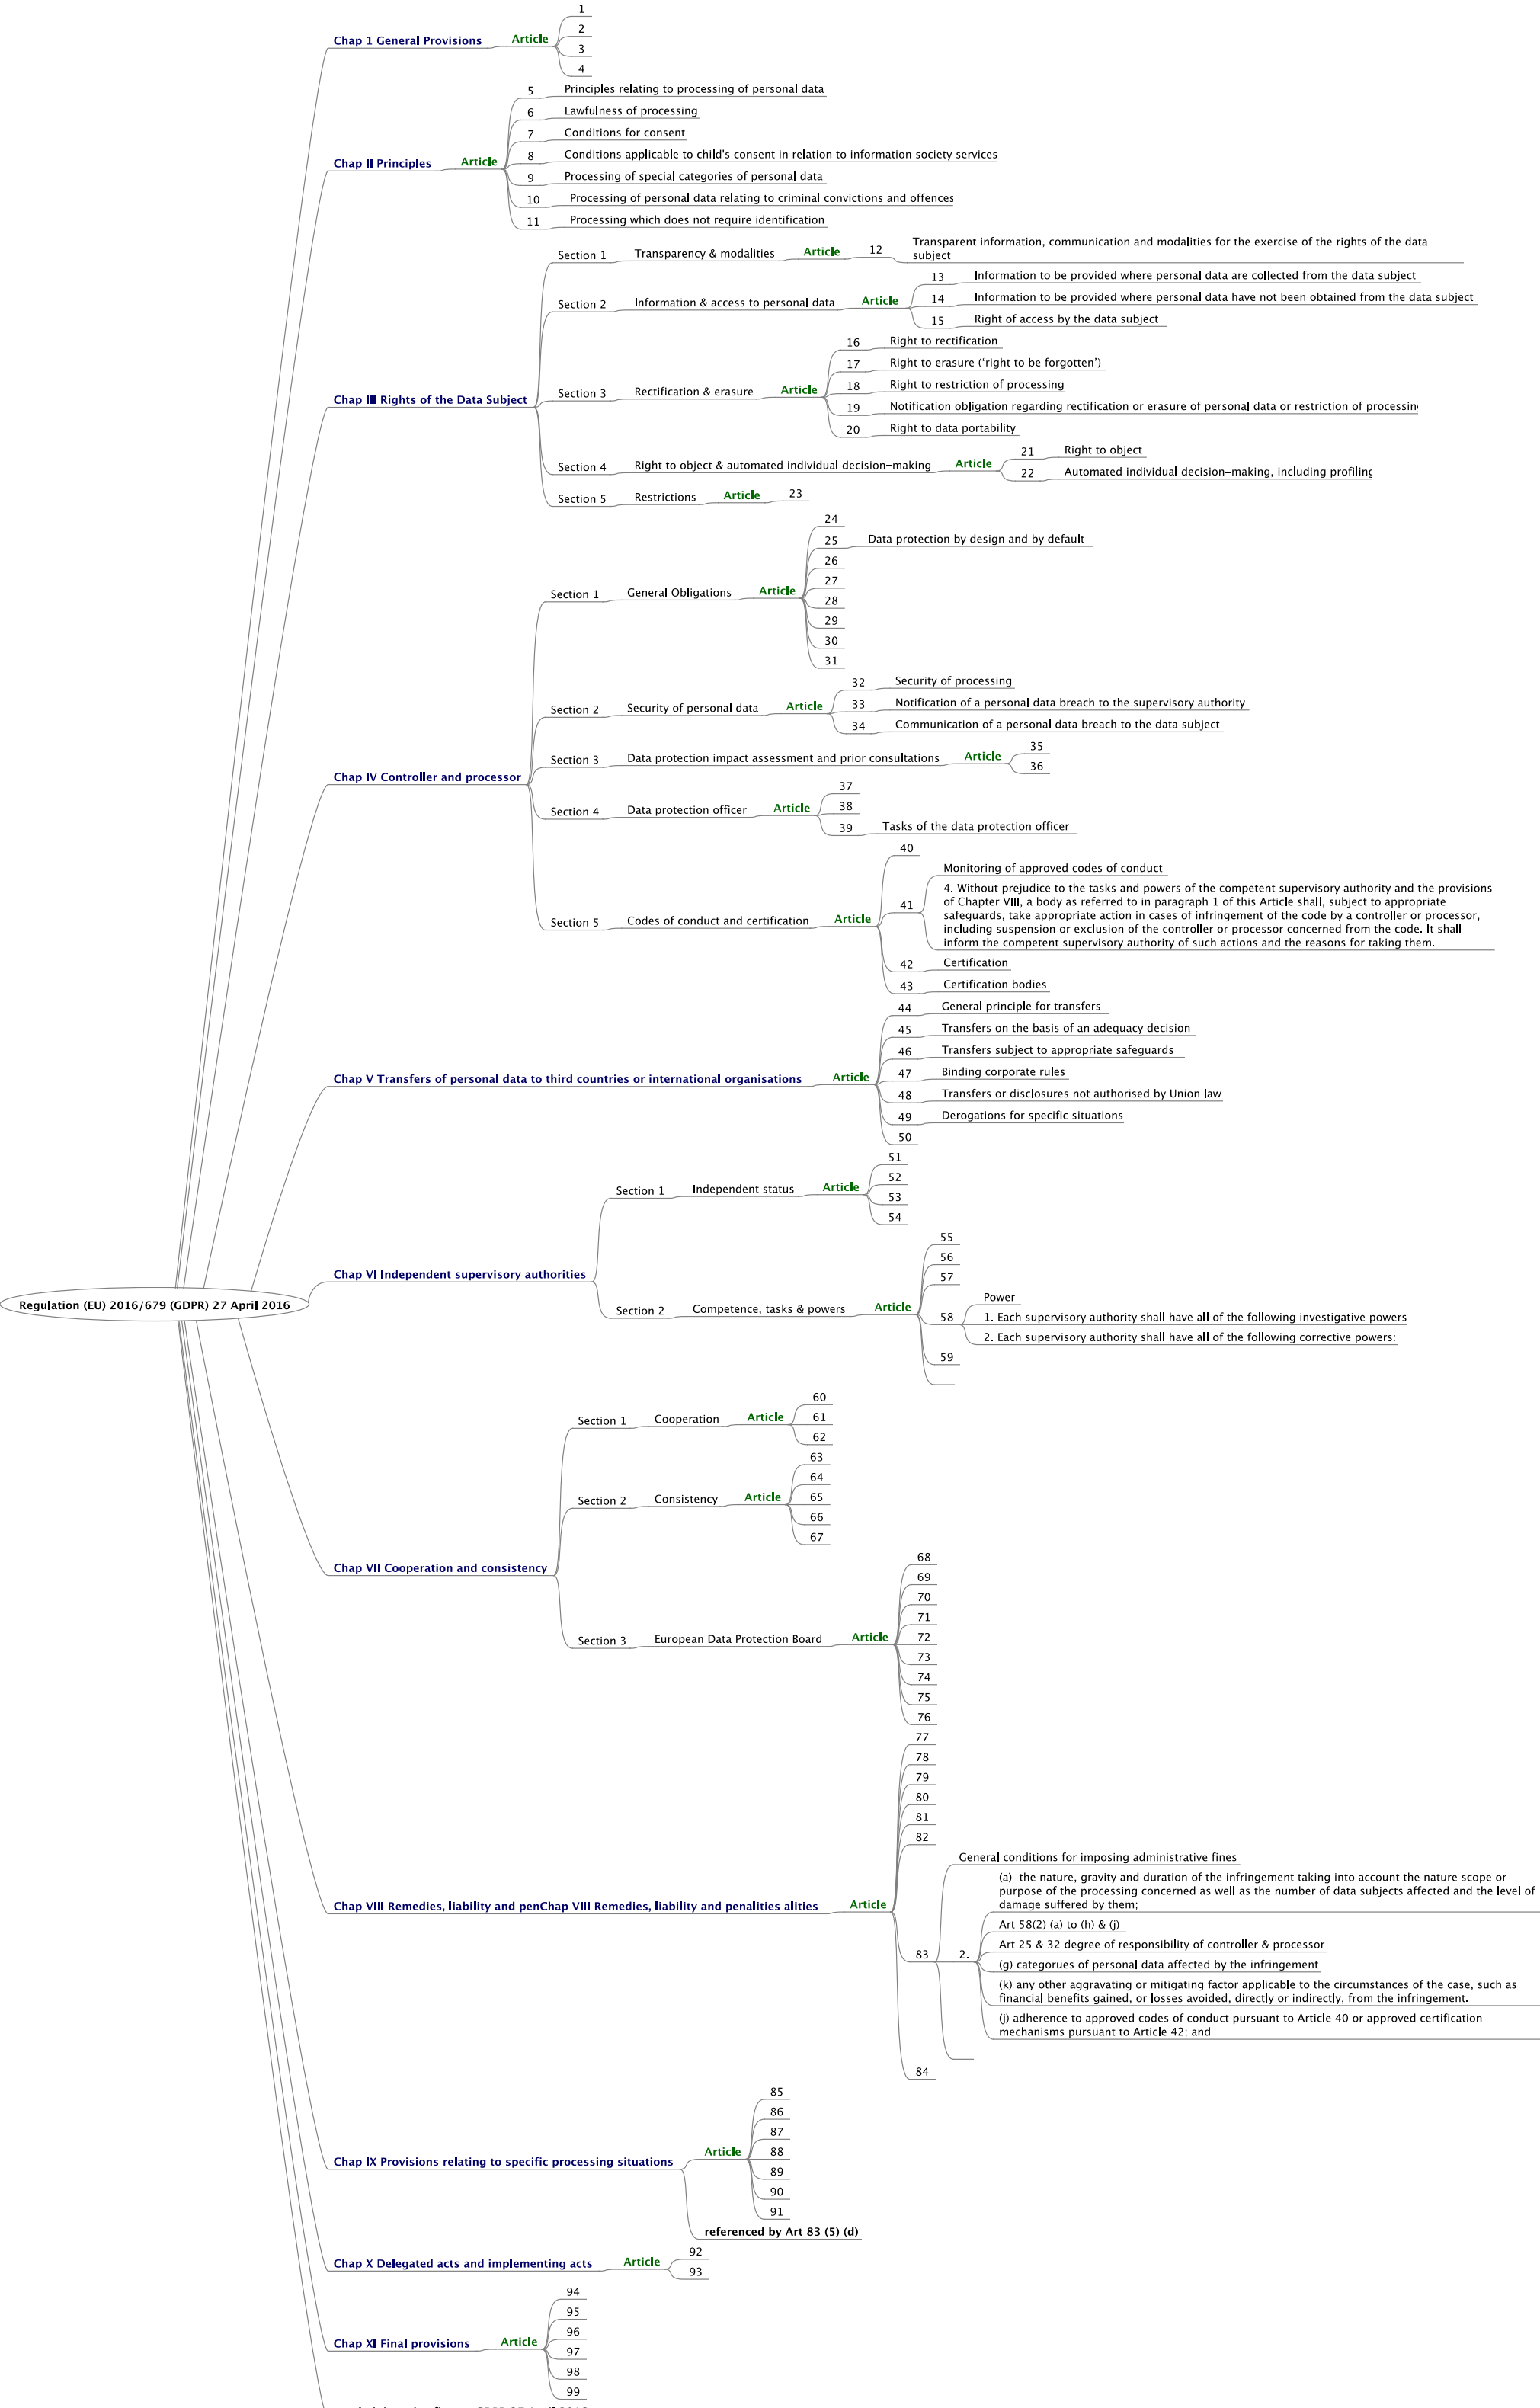 Regulation (EU) 2016/679 (GDPR) 27 April 2016
Chap 1 General Provisions
Article
1
2
3
4
Chap II Principles
Article
5
Principles relating to processing of personal data
6
Lawfulness of processing
7
Conditions for consent
8
Conditions applicable to child's consent in relation to information society services
9
Processing of special categories of personal data
10
Processing of personal data relating to criminal convictions and offences
11
Processing which does not require identification
Chap III Rights of the Data Subject
Section 1
Transparency & modalities
Article
12
Transparent information, communication and modalities for the exercise of the rights of the data
subject
Section 2
Information & access to personal data
Article
13
Information to be provided where personal data are collected from the data subject
14
Information to be provided where personal data have not been obtained from the data subject
15
Right of access by the data subject
Section 3
Rectification & erasure
Article
16
Right to rectification
17
Right to erasure (‘right to be forgotten’)
18
Right to restriction of processing
19
Notification obligation regarding rectification or erasure of personal data or restriction of processin
20
Right to data portability
Section 4
Right to object & automated individual decision-making
Article
21
Right to object
22
Automated individual decision-making, including profiling
Section 5
Restrictions
Article
23
Chap IV Controller and processor
Section 1
General Obligations
Article
24
25
Data protection by design and by default
26
27
28
29
30
31
Section 2
Security of personal data
Article
32
Security of processing
33
Notification of a personal data breach to the supervisory authority
34
Communication of a personal data breach to the data subject
Section 3
Data protection impact assessment and prior consultations
Article
35
36
Section 4
Data protection officer
Article
37
38
39
Tasks of the data protection officer
Section 5
Codes of conduct and certification
Article
40
41
Monitoring of approved codes of conduct
4. Without prejudice to the tasks and powers of the competent supervisory authority and the provisions
of Chapter VIII, a body as referred to in paragraph 1 of this Article shall, subject to appropriate
safeguards, take appropriate action in cases of infringement of the code by a controller or processor,
including suspension or exclusion of the controller or processor concerned from the code. It shall
inform the competent supervisory authority of such actions and the reasons for taking them.
42
Certification
43
Certification bodies
Chap V Transfers of personal data to third countries or international organisations
Article
44
General principle for transfers
45
Transfers on the basis of an adequacy decision
46
Transfers subject to appropriate safeguards
47
Binding corporate rules
48
Transfers or disclosures not authorised by Union law
49
Derogations for specific situations
50
Chap VI Independent supervisory authorities
Section 1
Independent status
Article
51
52
53
54
Section 2
Competence, tasks & powers
Article
55
56
57
58
Power
1. Each supervisory authority shall have all of the following investigative powers
2. Each supervisory authority shall have all of the following corrective powers:
59
Chap VII Cooperation and consistency
Section 1
Cooperation
Article
60
61
62
Section 2
Consistency
Article
63
64
65
66
67
Section 3
European Data Protection Board
Article
68
69
70
71
72
73
74
75
76
Chap VIII Remedies, liability and penChap VIII Remedies, liability and penalities alities
Article
77
78
79
80
81
82
83
General conditions for imposing administrative fines
2.
(a) the nature, gravity and duration of the infringement taking into account the nature scope or
purpose of the processing concerned as well as the number of data subjects affected and the level of
damage suffered by them;
Art 58(2) (a) to (h) & (j)
Art 25 & 32 degree of responsibility of controller & processor
(g) categorues of personal data affected by the infringement
(k) any other aggravating or mitigating factor applicable to the circumstances of the case, such as
financial benefits gained, or losses avoided, directly or indirectly, from the infringement.
(j) adherence to approved codes of conduct pursuant to Article 40 or approved certification
mechanisms pursuant to Article 42; and
84
Chap IX Provisions relating to specific processing situations
Article
85
86
87
88
89
90
91
referenced by Art 83 (5) (d)
Chap X Delegated acts and implementing acts
Article
92
93
Chap XI Final provisions
Article
94
95
96
97
98
99